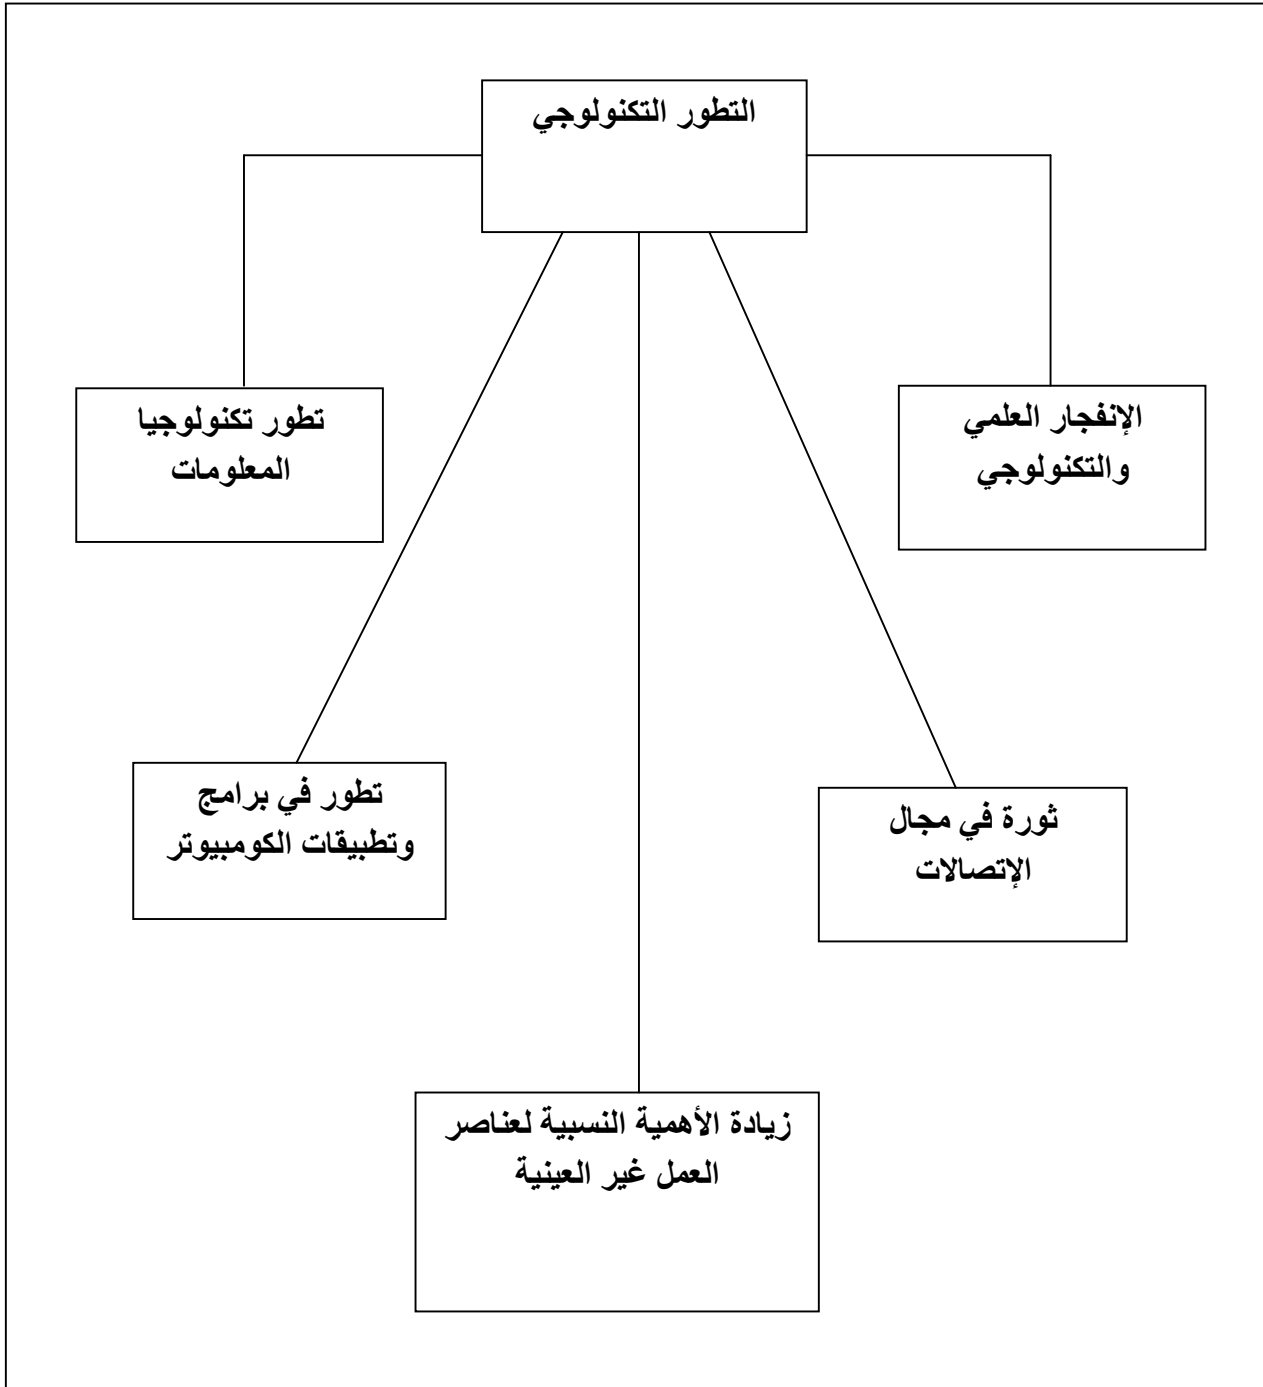 التطور التكنولوجي
الإنفجار العلمي
والتكنولوجي
تطور تكنولوجيا
المعلومات
ثورة في مجال
الإتصالات
تطور في برامج
وتطبيقات الكومبيوتر
زيادة الأهمية النسبية لعناصر
العمل غير العينية